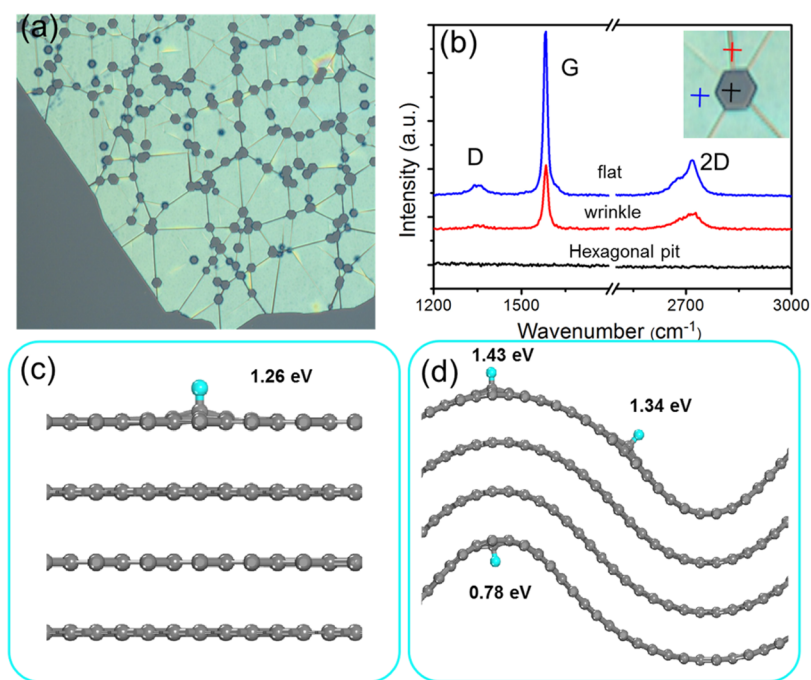 (a)
(b)
G
D
2D
flat
wrinkle
Hexagonal pit
Intensity (a.u.)
1200 1500 2700 3000
Wavenumber (cm⁻¹)
(c)
1.26 eV
(d)
1.43 eV
1.34 eV
0.78 eV